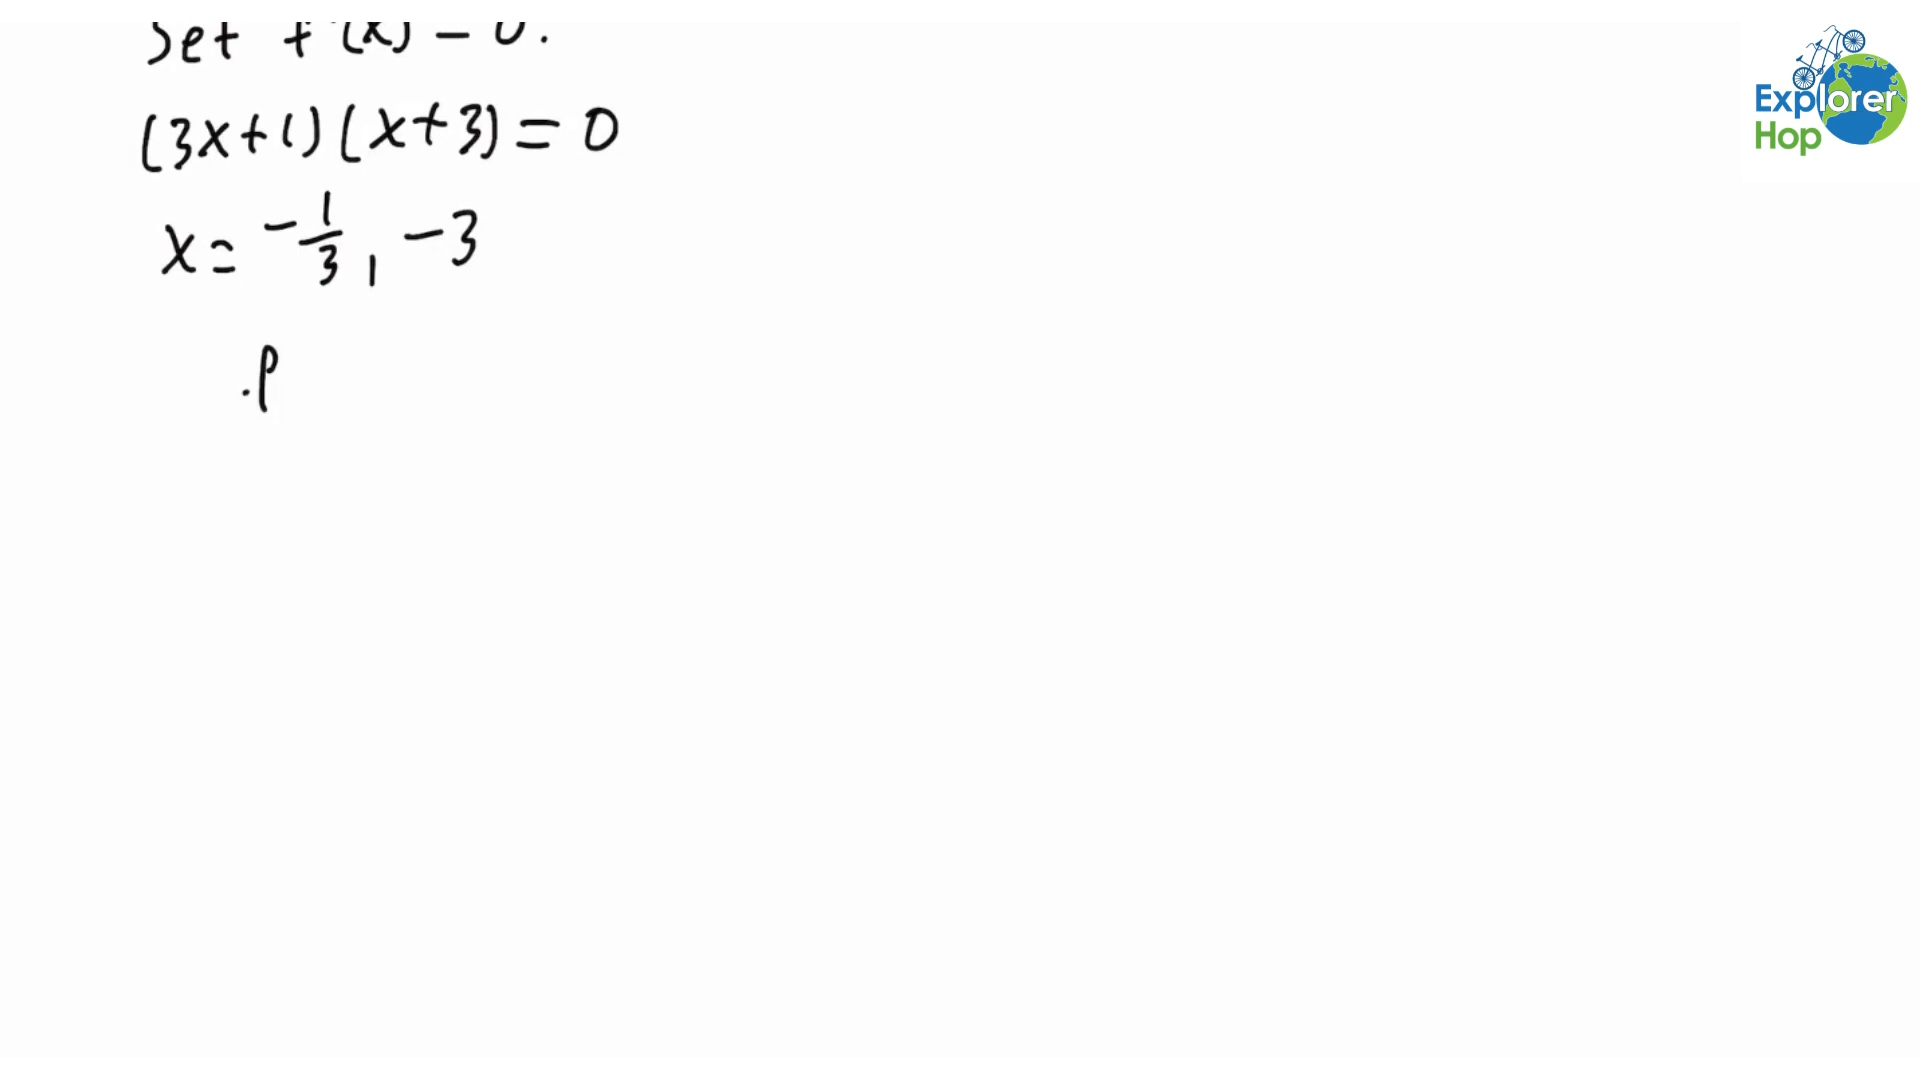 Set f'(x) = 0.
(3x+1)(x+3) = 0
x = -1/3, -3
.p
Explorer
Hop